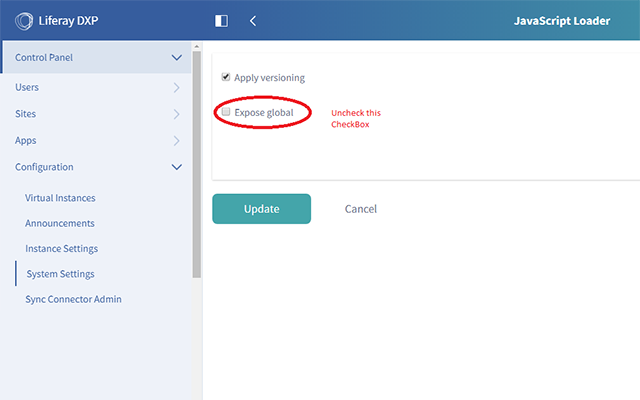 Liferay DXP
JavaScript Loader
Control Panel
Users
Sites
Apps
Configuration
Virtual Instances
Announcements
Instance Settings
System Settings
Sync Connector Admin
Apply versioning
Expose global
Uncheck this
CheckBox
Update
Cancel